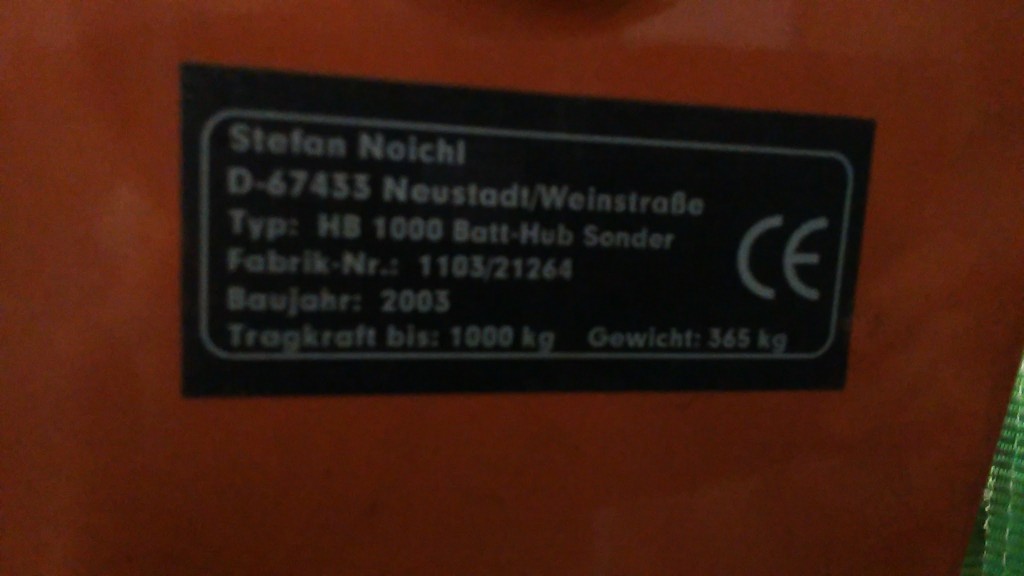 Stefan Noichl
D-67433 Neustadt/Weinstraße
Typ: HB 1000 Batt-Hub Sonder
Fabrik-Nr.: 1103/21264
Baujahr: 2003
Tragkraft bis: 1000 kg Gewicht: 365 kg
CE